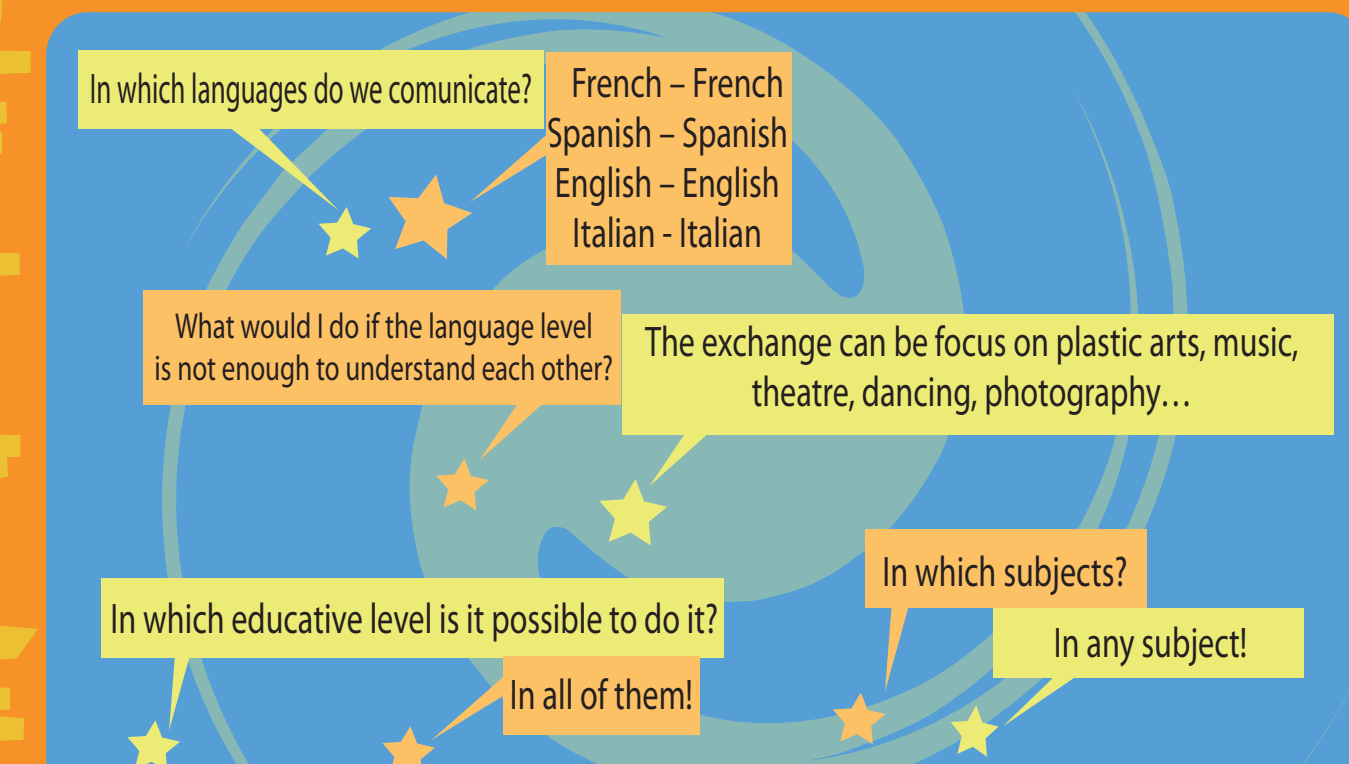 In which languages do we comunicate?
French – French
Spanish – Spanish
English – English
Italian - Italian
What would I do if the language level
is not enough to understand each other?
The exchange can be focus on plastic arts, music,
theatre, dancing, photography…
In which educative level is it possible to do it?
In all of them!
In which subjects?
In any subject!